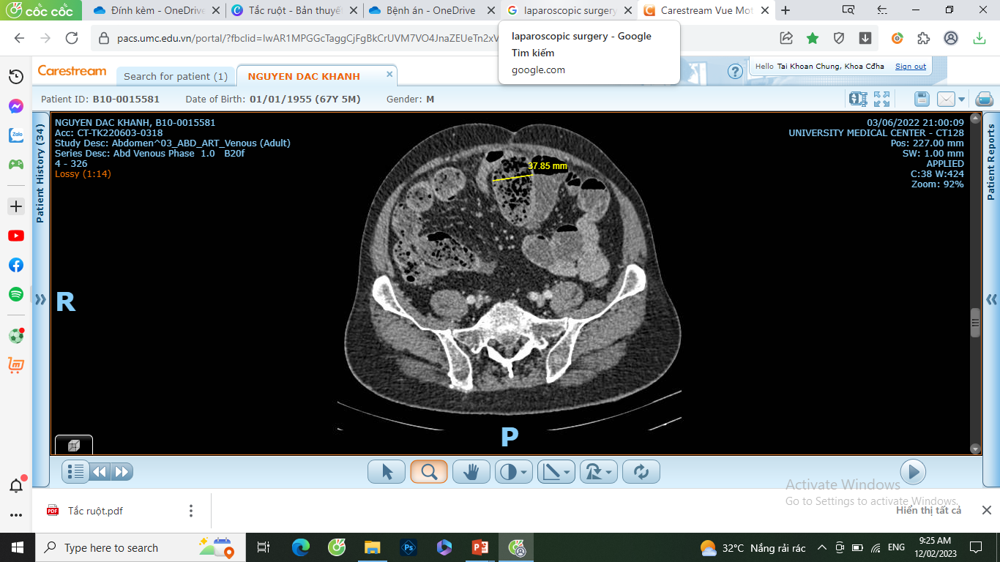 CỐC CỐC
Đính kèm - OneDrive
Tắc ruột - Bản thuyế
Bệnh án - OneDrive
laparoscopic surgery
Carestream Vue Mot
pacs.umc.edu.vn/portal/?fbclid=IwAR1MPGGcTaggCjFgBkCrUVM7VO4JnaZEUeTn2xV
laparoscopic surgery - Google
Tìm kiếm
google.com
Carestream
Search for patient (1)
NGUYEN DAC KHANH
Hello Tai Khoan Chung, Khoa Cđha
Sign out
Patient ID: B10-0015581
Date of Birth: 01/01/1955 (67Y 5M)
Gender: M
Patient History (34)
Patient Reports
NGUYEN DAC KHANH, B10-0015581
Acc: CT-TK220603-0318
Study Desc: Abdomen^03_ABD_ART_Venous (Adult)
Series Desc: Abd Venous Phase 1.0 B20f
4 - 326
Lossy (1:14)
03/06/2022 21:00:09
UNIVERSITY MEDICAL CENTER - CT128
Pos: 227.00 mm
SW: 1.00 mm
APPLIED
C:38 W:424
Zoom: 92%
37.85 mm
R
P
Zalo
Activate Windows
Go to Settings to activate Windows.
PDF
Tắc ruột.pdf
Hiển thị tất cả
Type here to search
Ps
32°C Nắng rải rác
ENG
9:25 AM
12/02/2023